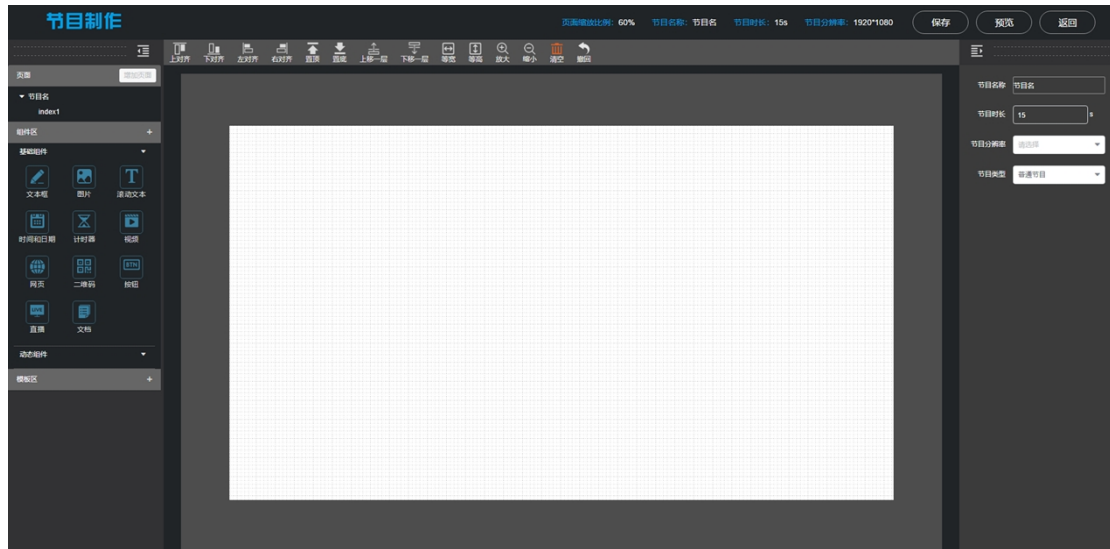 节目制作
页面缩放比例: 60% 节目名称: 节目名 节目时长: 15s 节目分辨率: 1920*1080
保存 预览 返回
上对齐 下对齐 左对齐 右对齐 置顶 置底 上移一层 下移一层 等宽 等高 放大 缩小 清空 撤回
页面 增加页面
节目名
index1
组件区 +
基础组件
文本框 图片 T 滚动文本
时间和日期 计时器 视频
网页 二维码 BTN 按钮
LIVE 直播 文档
动态组件
模板区 +
节目名称 节目名
节目时长 15 s
节目分辨率 请选择
节目类型 普通节目